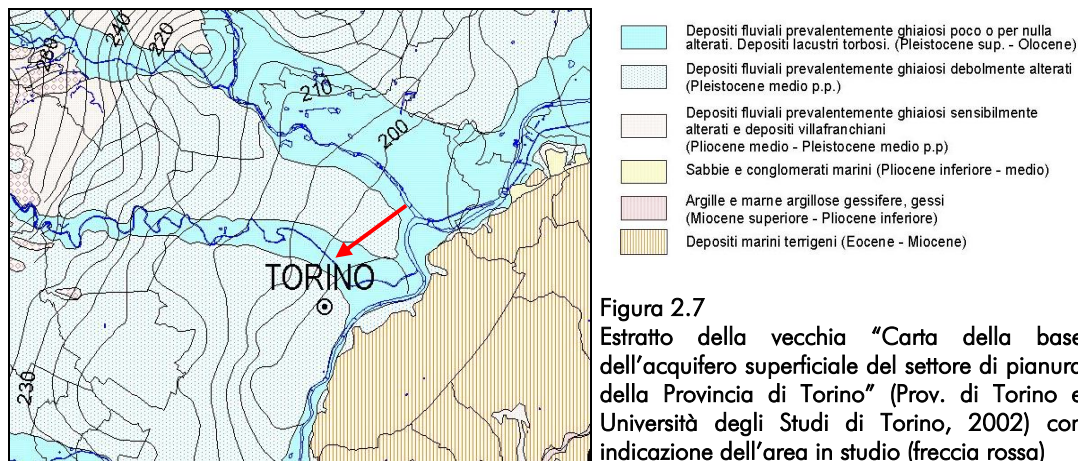 240
220
230
210
200
TORINO
230
Depositi fluviali prevalentemente ghiaiosi poco o per nulla
alterati. Depositi lacustri torbosi. (Pleistocene sup. - Olocene)
Depositi fluviali prevalentemente ghiaiosi debolmente alterati
(Pleistocene medio p.p.)
Depositi fluviali prevalentemente ghiaiosi sensibilmente
alterati e depositi villafranchiani
(Pliocene medio - Pleistocene medio p.p)
Sabbie e conglomerati marini (Pliocene inferiore - medio)
Argille e marne argillose gessifere, gessi
(Miocene superiore - Pliocene inferiore)
Depositi marini terrigeni (Eocene - Miocene)
Figura 2.7
Estratto della vecchia “Carta della base
dell’acquifero superficiale del settore di pianura
della Provincia di Torino” (Prov. di Torino e
Università degli Studi di Torino, 2002) con
indicazione dell’area in studio (freccia rossa)